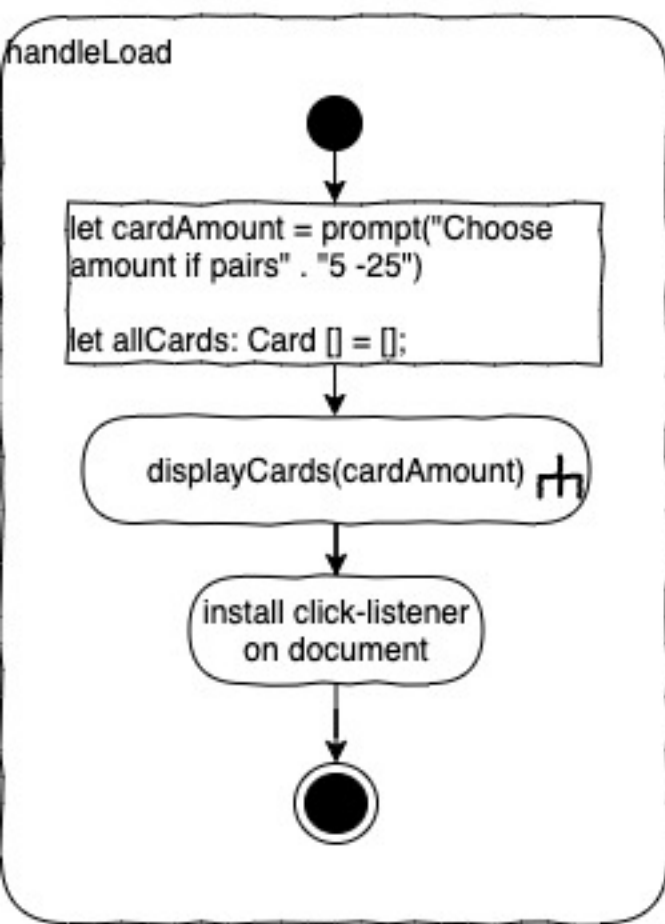 handleLoad
let cardAmount = prompt("Choose
amount if pairs" . "5 -25")
let allCards: Card [] = [];
displayCards(cardAmount)
install click-listener
on document